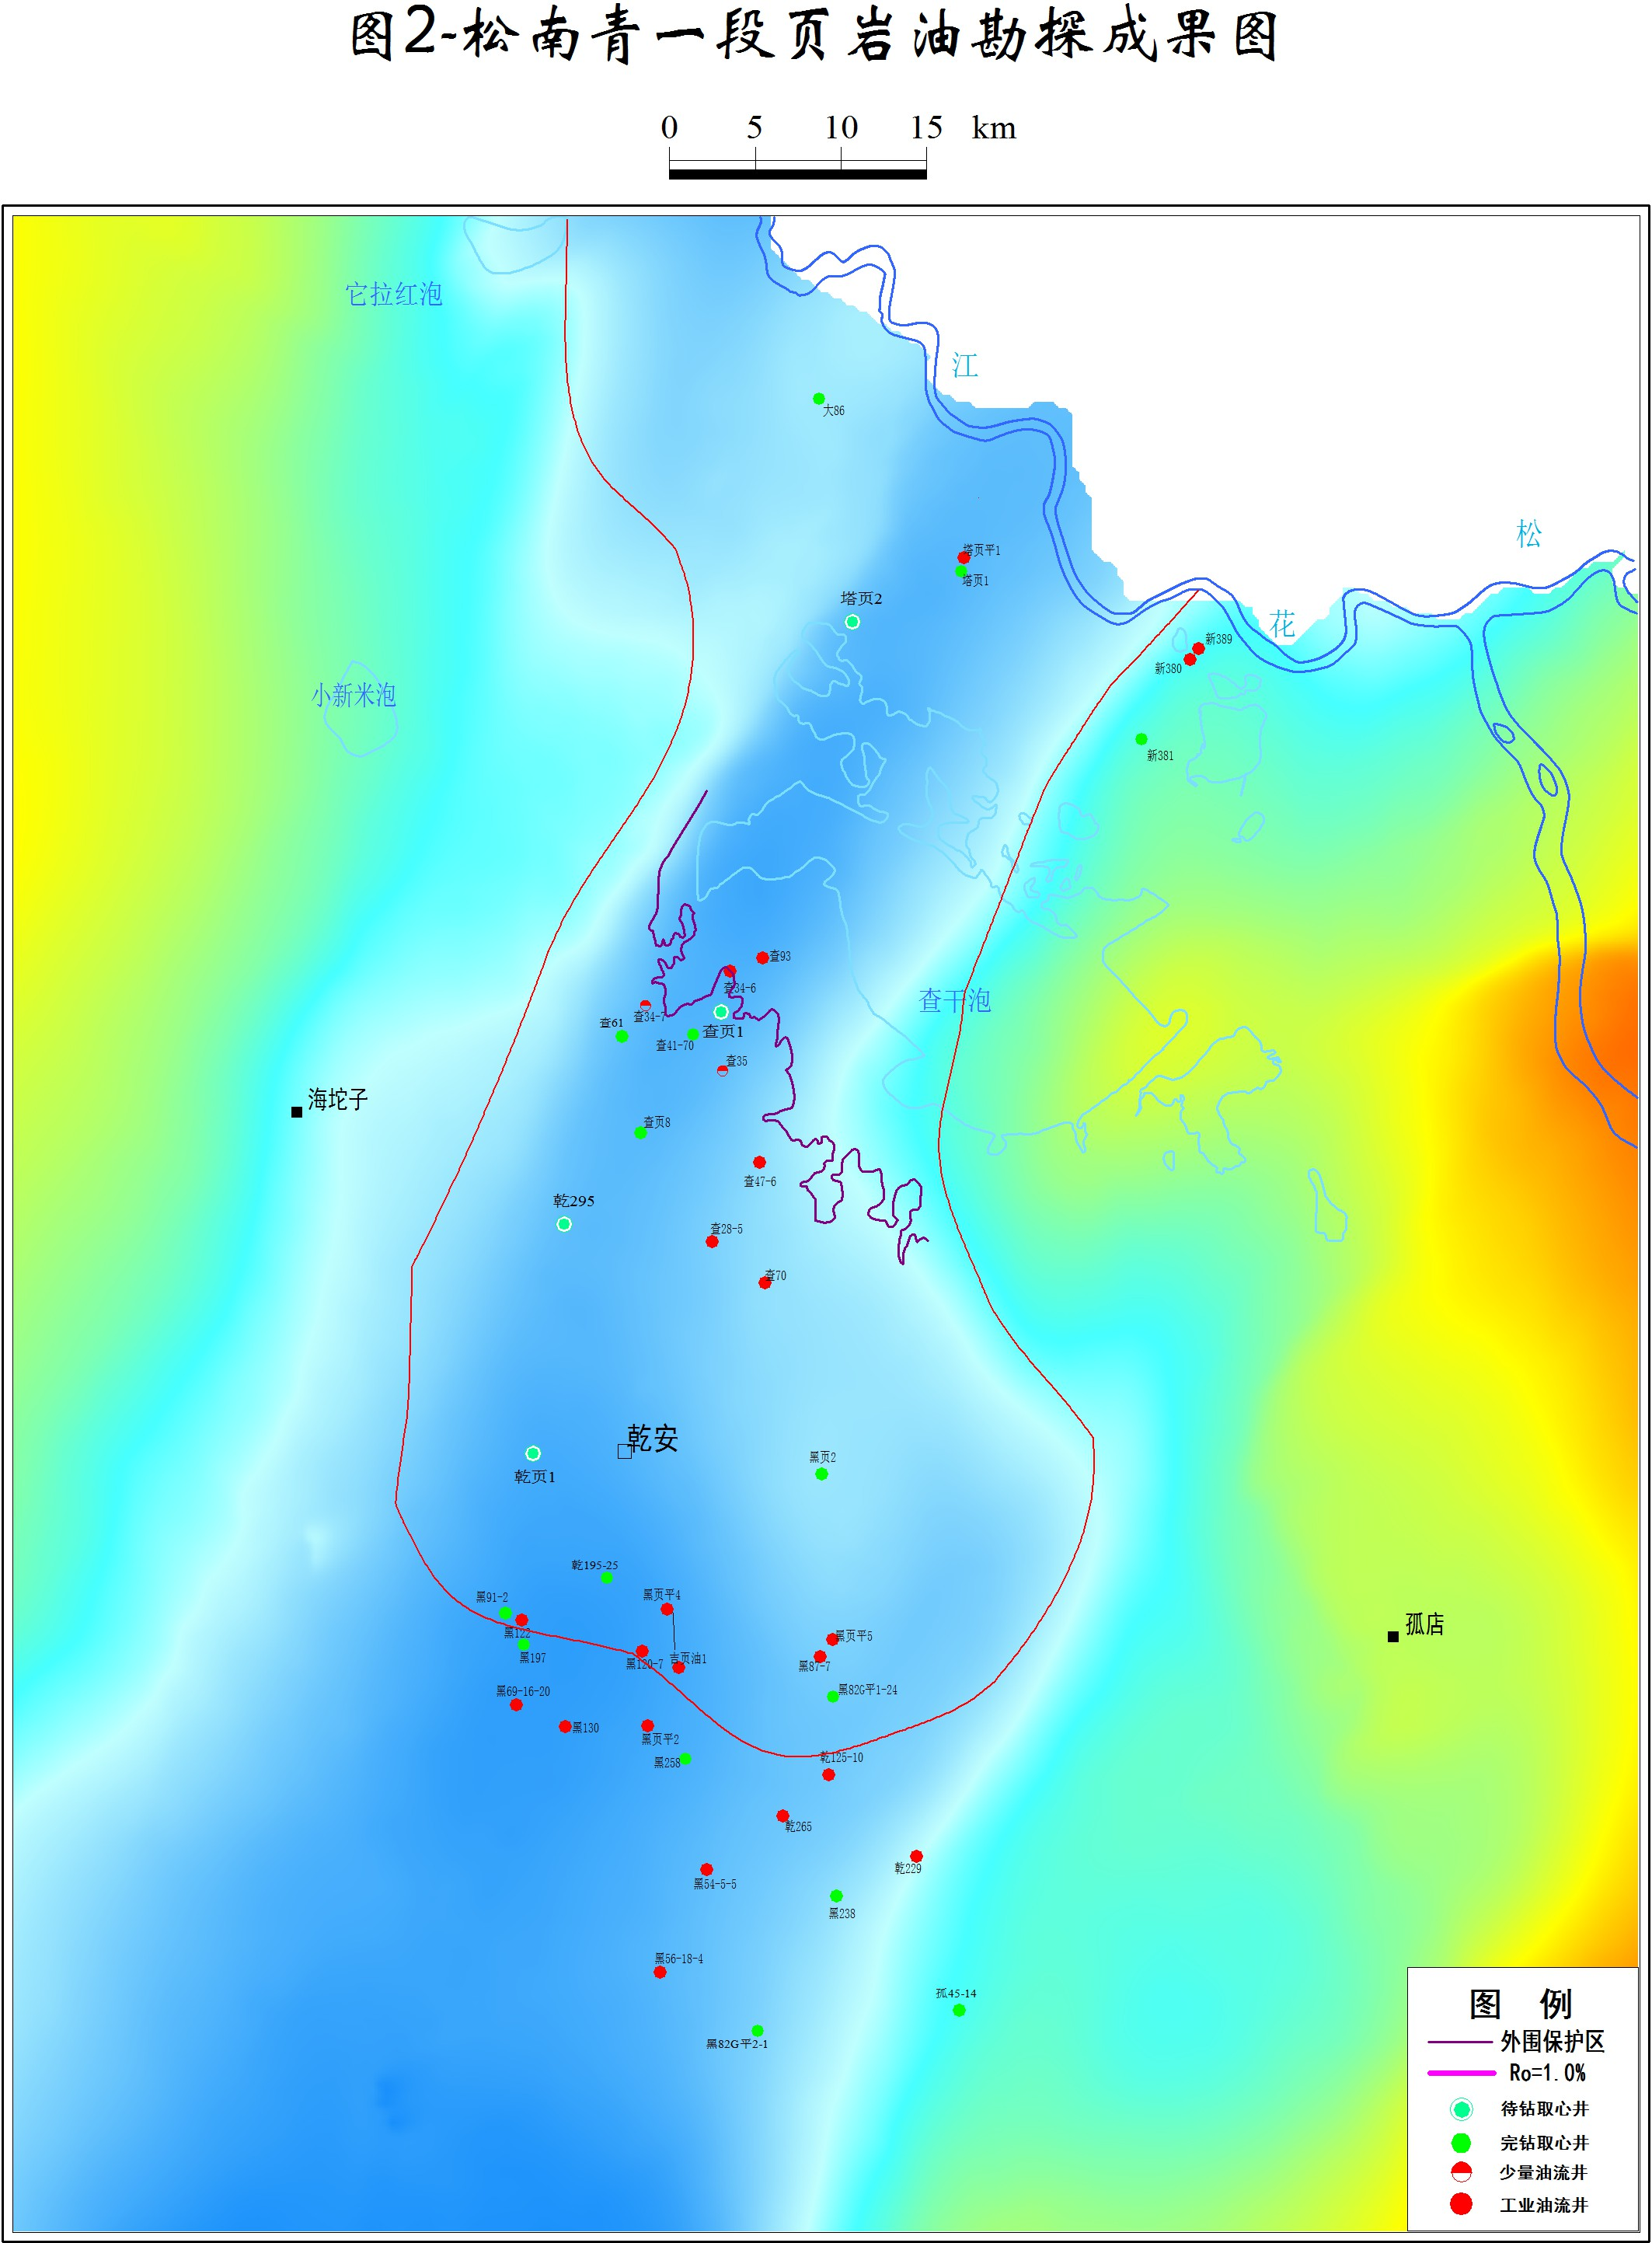 图2-松南青一段页岩油勘探成果图
0 5 10 15 km
它拉红泡
江
大86
松
塔页平1
塔页1
塔页2
花
新389
新380
小新米泡
新381
查93
查34-6
查干泡
查34-7
查61
查页1
查41-70
查35
海坨子
查页8
查47-6
乾295
查28-5
查70
乾安
黑页2
乾页1
乾195-25
黑91-2
黑页平4
黑122
孤店
黑页平5
黑197
黑120-7
吉页油1
黑87-7
黑69-16-20
黑82G平1-24
黑130
黑页平2
黑258
乾125-10
乾265
乾229
黑54-5-5
黑238
黑56-18-4
孤45-14
黑82G平2-1
图 例
外围保护区
Ro=1.0%
待钻取心井
完钻取心井
少量油流井
工业油流井